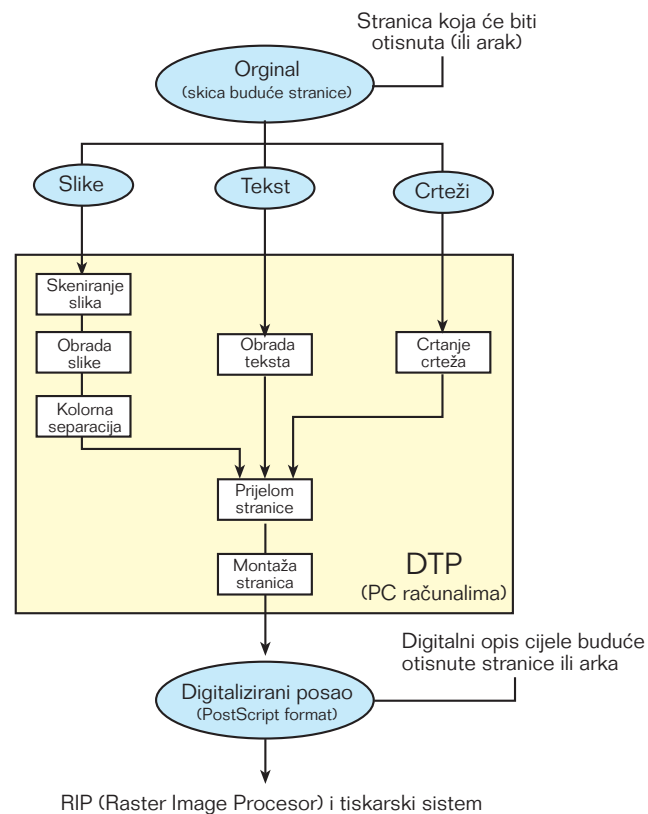 Stranica koja će biti
otisnuta (ili arak)
Orginal
(skica buduće stranice)
Slike
Tekst
Crteži
Skeniranje
slika
Obrada
slike
Kolorna
separacija
Obrada
teksta
Crtanje
crteža
Prijelom
stranice
Montaža
stranica
DTP
(PC računalima)
Digitalni opis cijele buduće
otisnute stranice ili arka
Digitalizirani posao
(PostScript format)
RIP (Raster Image Procesor) i tiskarski sistem